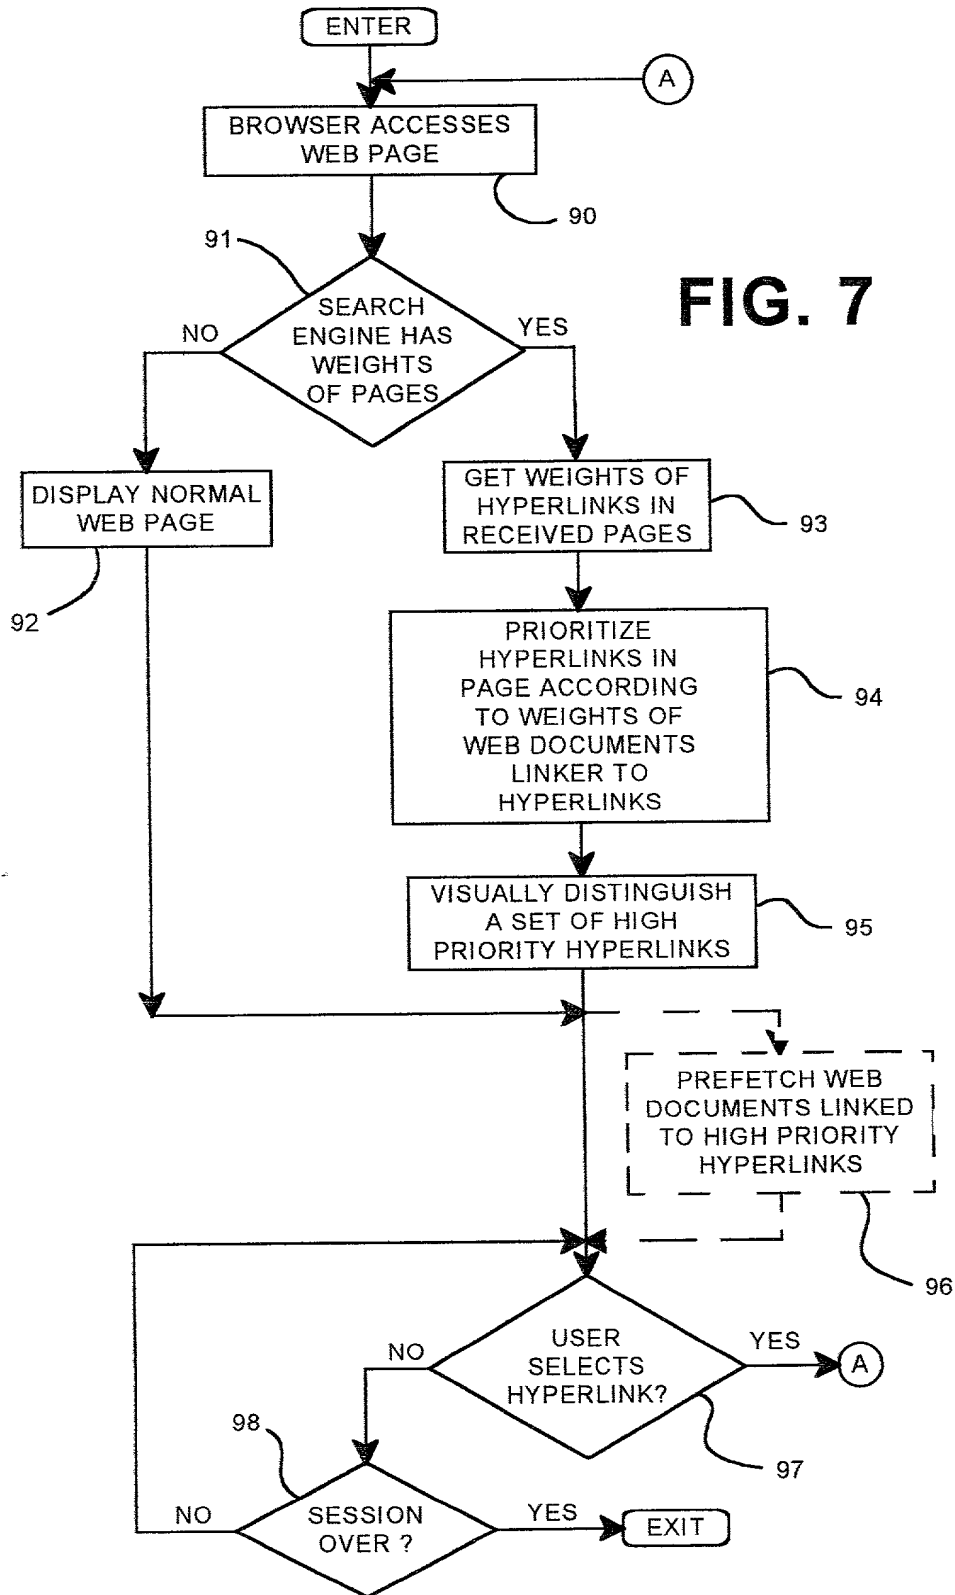 ENTER
A
BROWSER ACCESSES
WEB PAGE
90
91
FIG. 7
SEARCH
ENGINE HAS
WEIGHTS
OF PAGES
NO
YES
DISPLAY NORMAL
WEB PAGE
92
GET WEIGHTS OF
HYPERLINKS IN
RECEIVED PAGES
93
PRIORITIZE
HYPERLINKS IN
PAGE ACCORDING
TO WEIGHTS OF
WEB DOCUMENTS
LINKER TO
HYPERLINKS
94
VISUALLY DISTINGUISH
A SET OF HIGH
PRIORITY HYPERLINKS
95
PREFETCH WEB
DOCUMENTS LINKED
TO HIGH PRIORITY
HYPERLINKS
96
USER
SELECTS
HYPERLINK?
NO
YES
A
97
98
SESSION
OVER ?
NO
YES
EXIT